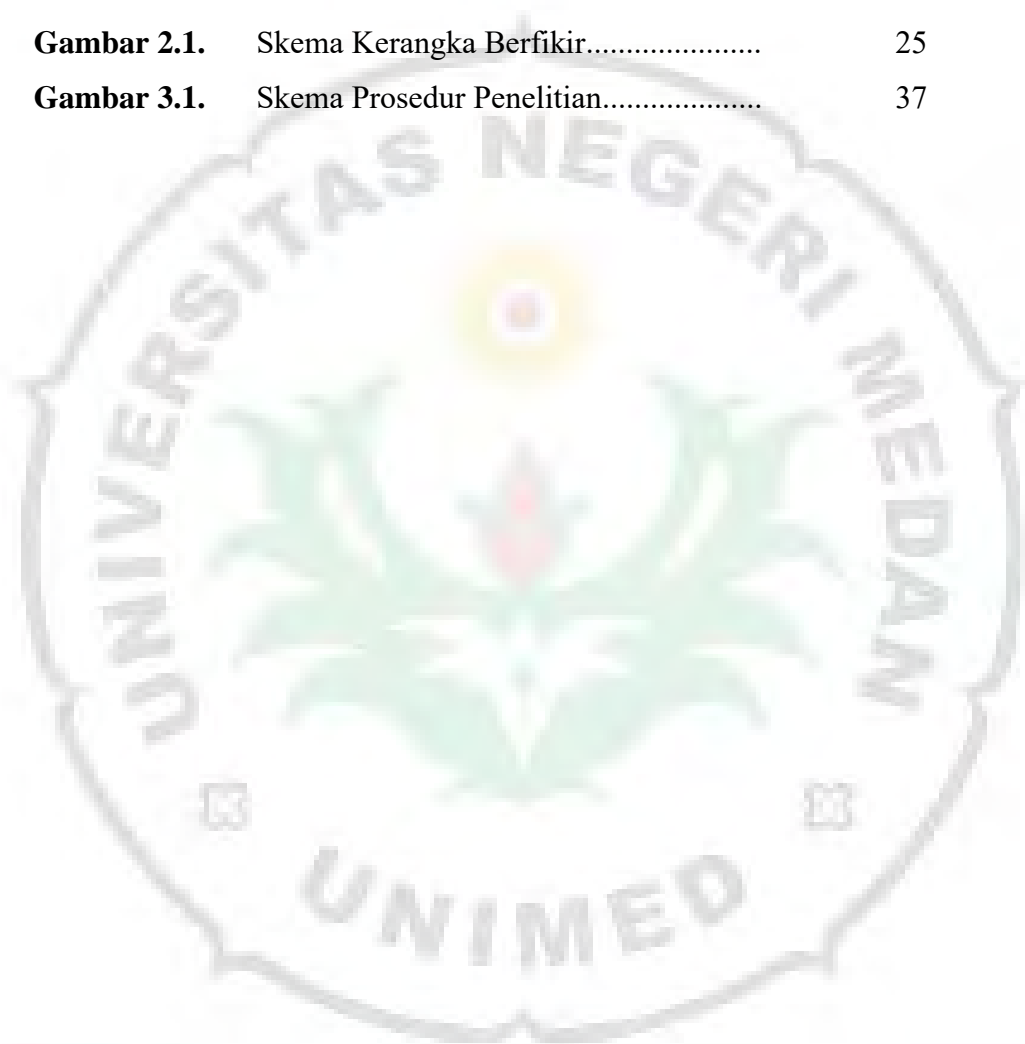 Gambar 2.1. Skema Kerangka Berfikir..................... 25
Gambar 3.1. Skema Prosedur Penelitian.................... 37
UNIVERSITAS NEGERI MEDAN
UNIMED